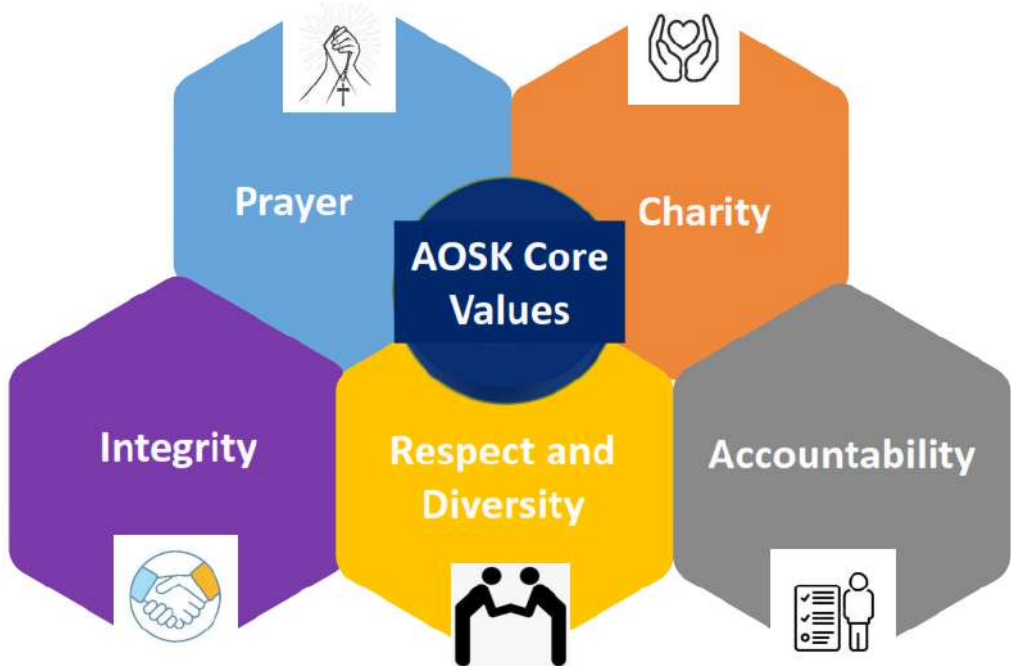 Prayer
Charity
AOSK Core
Values
Integrity
Respect and
Diversity
Accountability